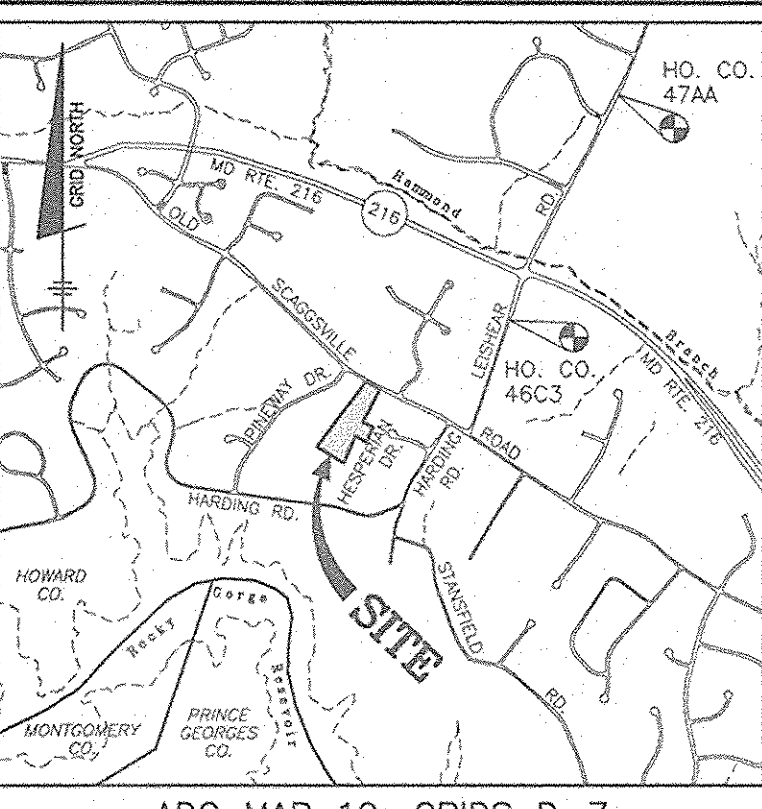 HO. CO.
47AA
GRID NORTH
MD RTE. 216
Hammond
216
RD.
OLD
SCAGGSVILLE
LEISHEAR
Branch
HO. CO.
46C3
MD RTE. 216
PINEWAY DR.
HESPERIAN
DR.
HARDING
RD.
ROAD
HARDING RD.
HOWARD
CO.
STANSFIELD
RD.
SITE
Rocky
Gorge
Reservoir
MONTGOMERY
CO.
PRINCE
GEORGES
CO.